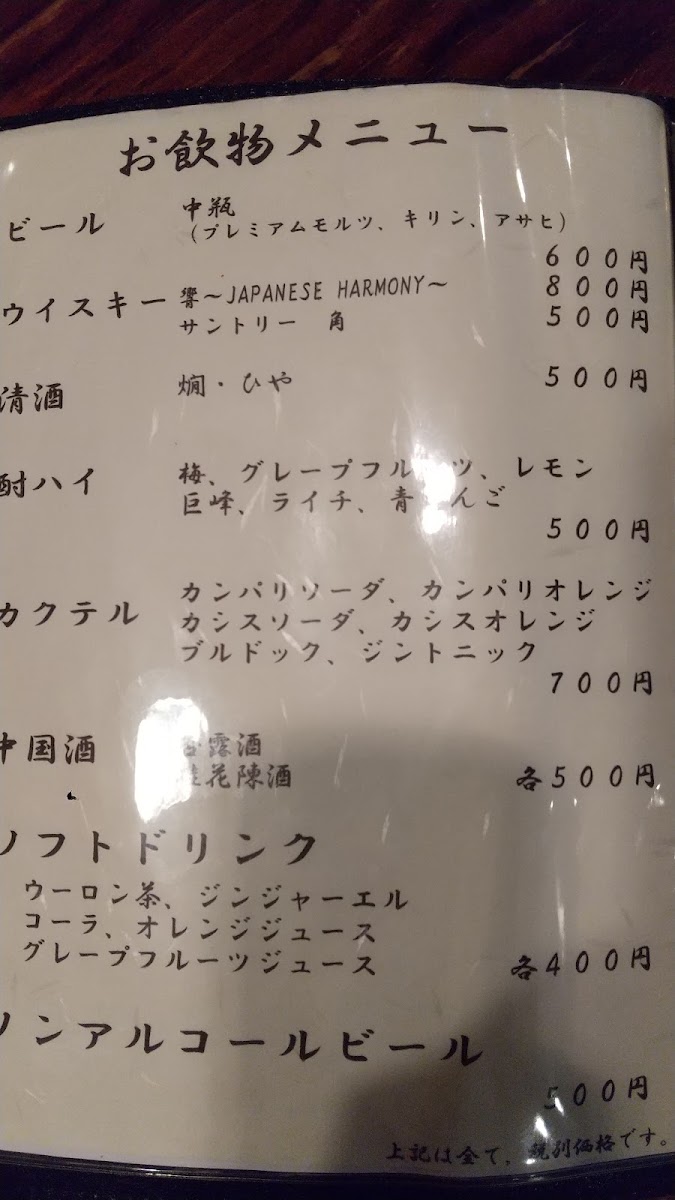 お飲物メニュー
ビール 中瓶
(プレミアムモルツ、キリン、アサヒ)
600円
ウイスキー 響～JAPANESE HARMONY～ 800円
サントリー 角 500円
清酒 燗・ひや 500円
酎ハイ 梅、グレープフルーツ、レモン
巨峰、ライチ、青りんご
500円
カクテル カンパリソーダ、カンパリオレンジ
カシスソーダ、カシスオレンジ
ブルドック、ジントニック
700円
中国酒 露酒
花陳酒 各500円
ソフトドリンク
ウーロン茶、ジンジャーエル
コーラ、オレンジジュース
グレープフルーツジュース 各400円
ノンアルコールビール
500円
上記は全て、税別価格です。